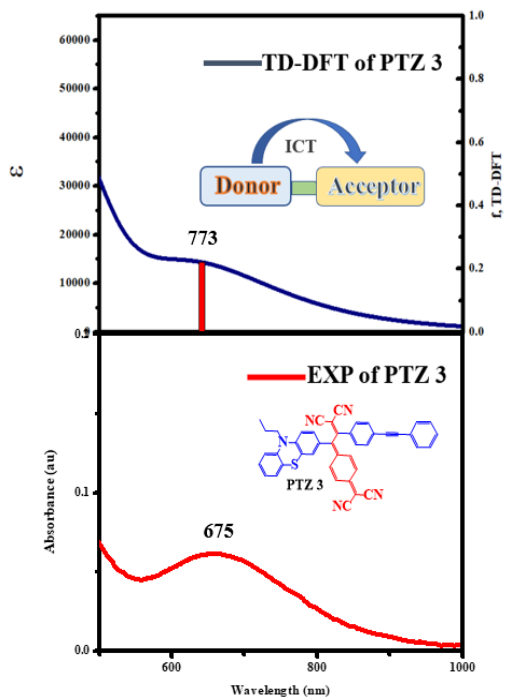 60000
50000
40000
30000
20000
10000
0
ε
1.0
0.8
0.6
0.4
0.2
0.0
f, TD-DFT
TD-DFT of PTZ 3
ICT
Donor
Acceptor
773
0.2
0.1
0.0
Absorbance (au)
EXP of PTZ 3
NC
CN
N
S
PTZ 3
NC
CN
675
600
800
1000
Wavelength (nm)